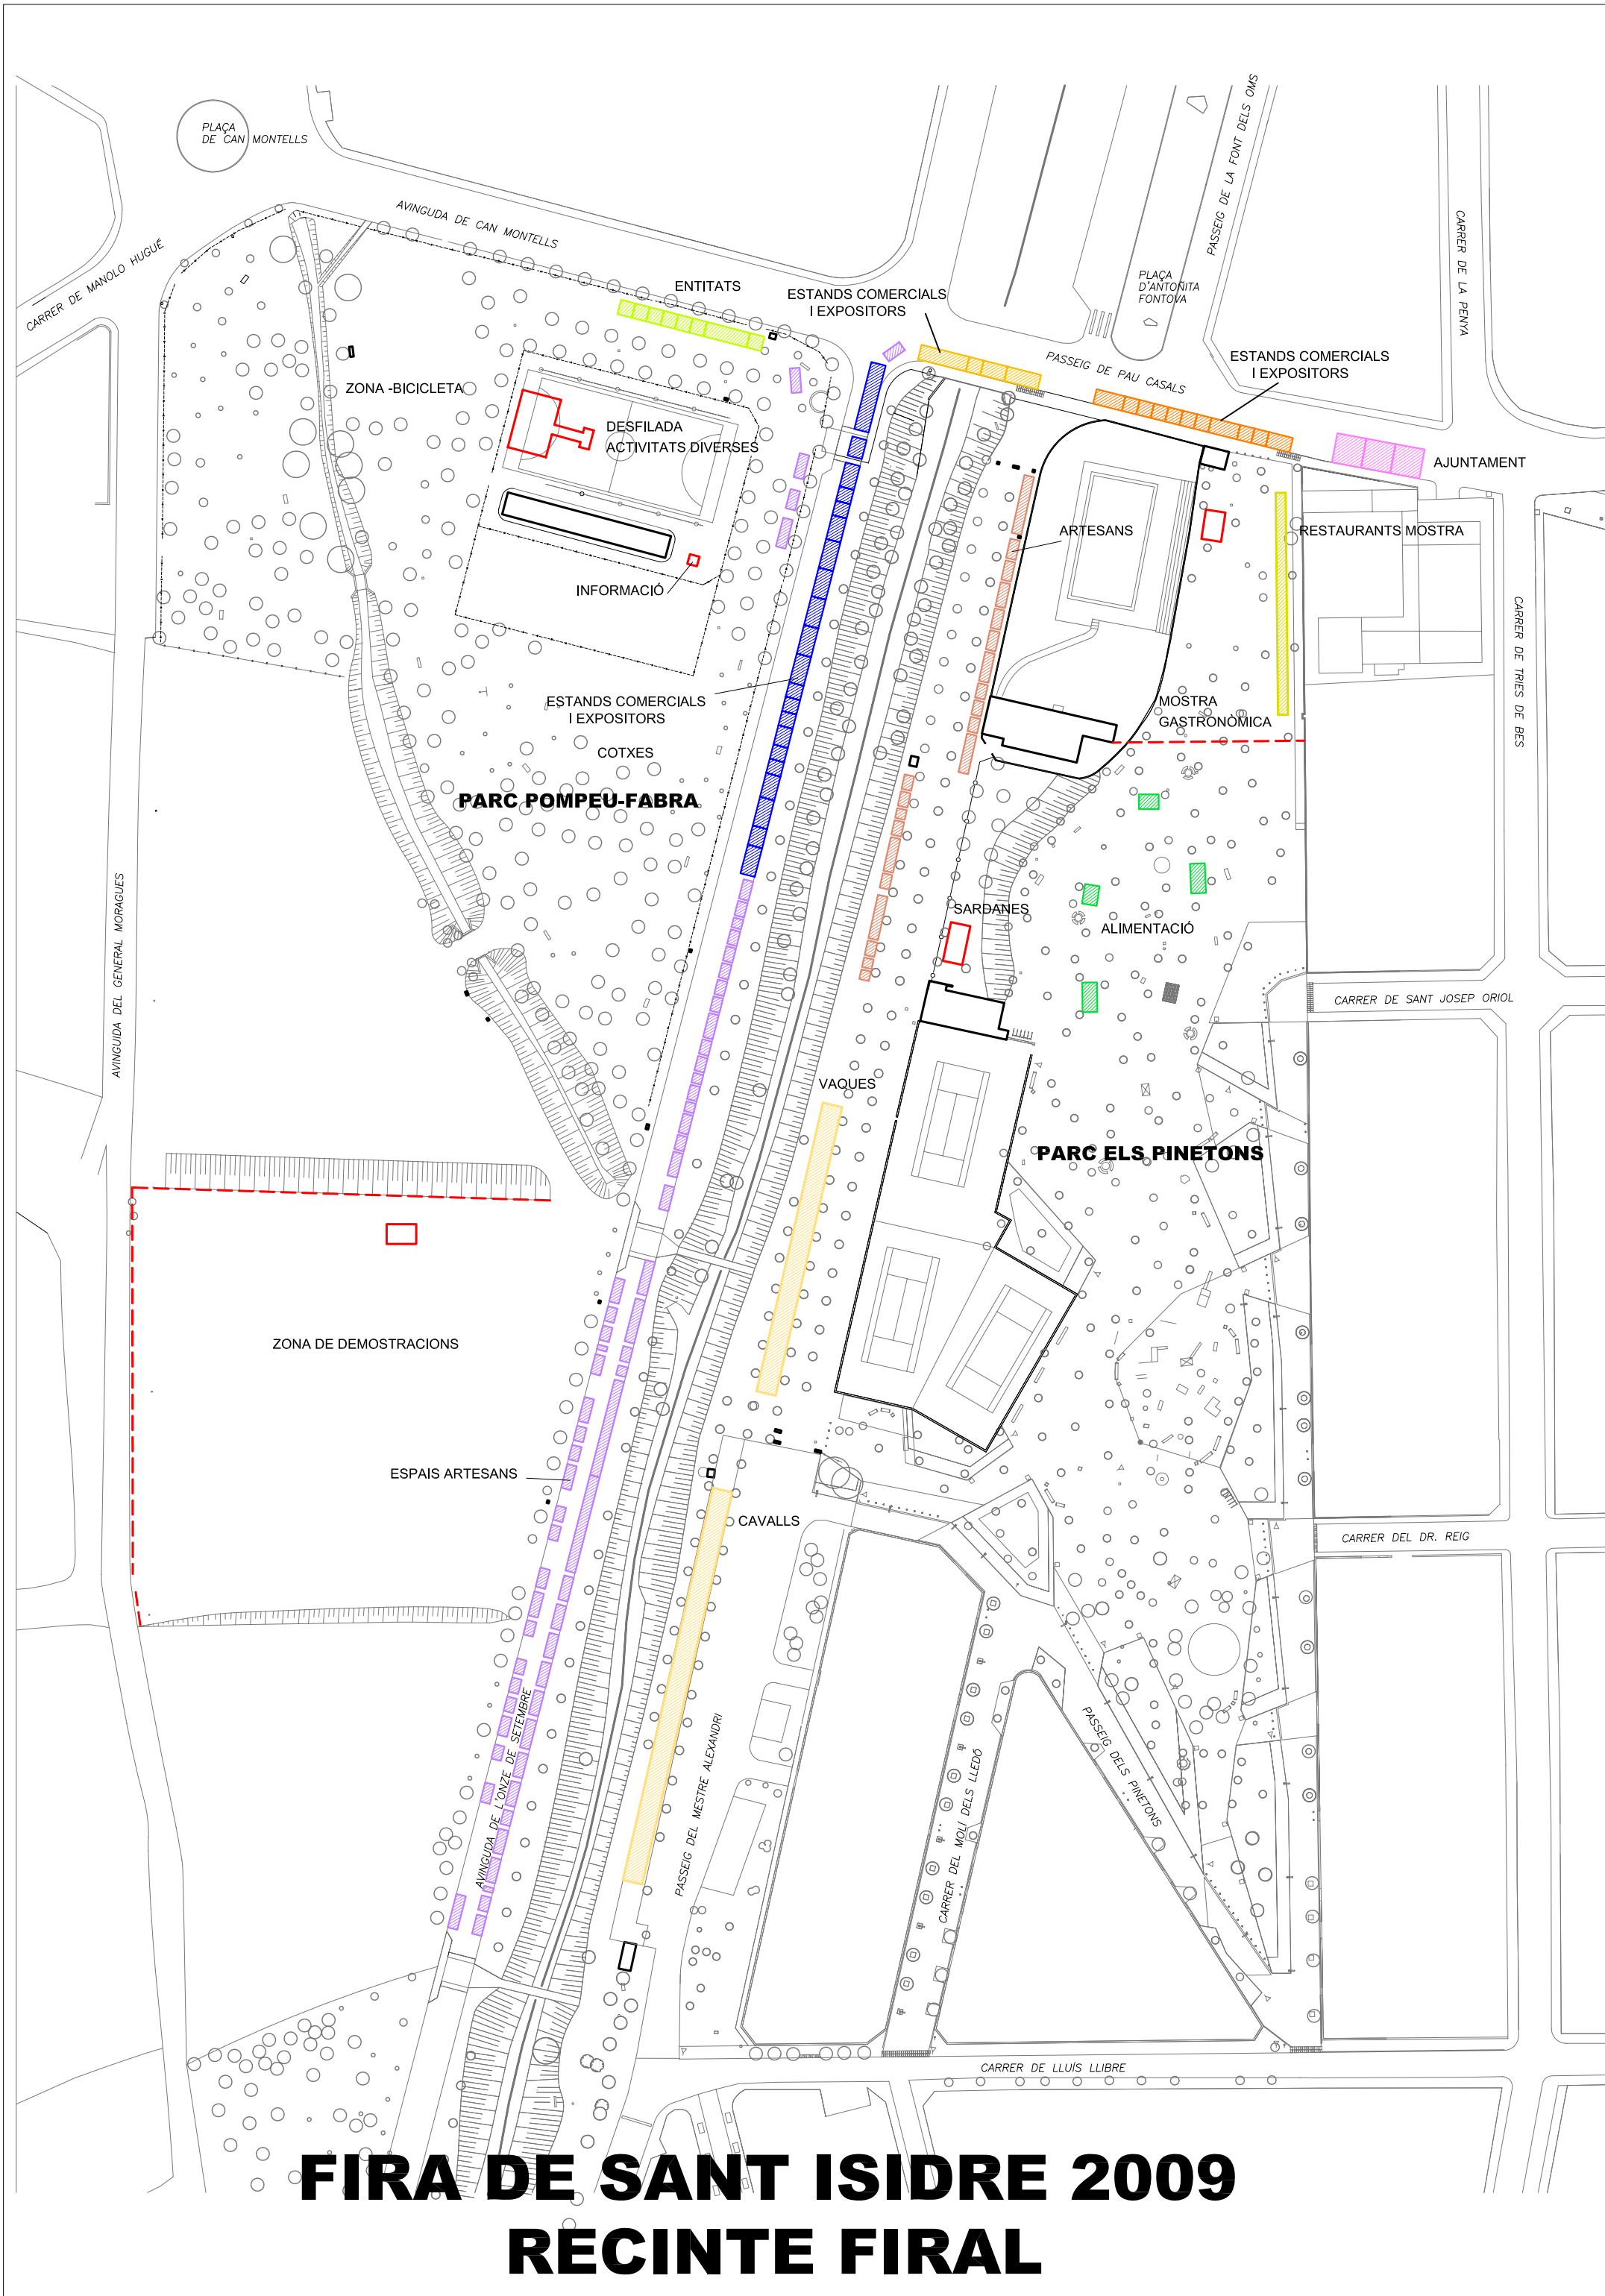 PLAÇA
DE CAN MONTELLS
AVINGUDA DE CAN MONTELLS
CARRER DE MANOLO HUGUÉ
PASSEIG DE LA FONT DELS OMS
CARRER DE LA PENYA
PLAÇA
D'ANTOÑITA
FONTOVA
ENTITATS
ESTANDS COMERCIALS
I EXPOSITORS
PASSEIG DE PAU CASALS
ESTANDS COMERCIALS
I EXPOSITORS
ZONA -BICICLETA
DESFILADA
ACTIVITATS DIVERSES
AJUNTAMENT
ARTESANS
RESTAURANTS MOSTRA
INFORMACIÓ
CARRER DE TRIES DE BES
ESTANDS COMERCIALS
I EXPOSITORS
MOSTRA
GASTRONÒMICA
COTXES
PARC POMPEU-FABRA
AVINGUIDA DEL GENERAL MORAGUES
SARDANES
ALIMENTACIÓ
CARRER DE SANT JOSEP ORIOL
VAQUES
PARC ELS PINETONS
ZONA DE DEMOSTRACIONS
ESPAIS ARTESANS
CAVALLS
CARRER DEL DR. REIG
AVINGUDA DE L'ONZE DE SETEMBRE
PASSEIG DEL MESTRE ALEXANDRI
CARRER DEL MOLÍ DELS LLEDÓ
PASSEIG DELS PINETONS
CARRER DE LLUÍS LLIBRE
FIRA DE SANT ISIDRE 2009
RECINTE FIRAL